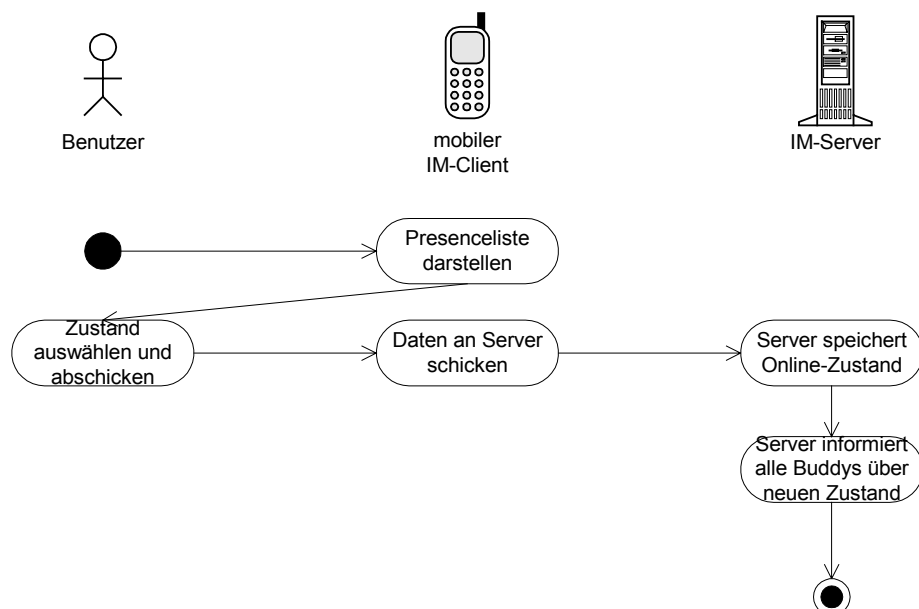 Benutzer
mobiler
IM-Client
IM-Server
Presenceliste
darstellen
Zustand
auswählen und
abschicken
Daten an Server
schicken
Server speichert
Online-Zustand
Server informiert
alle Buddys über
neuen Zustand